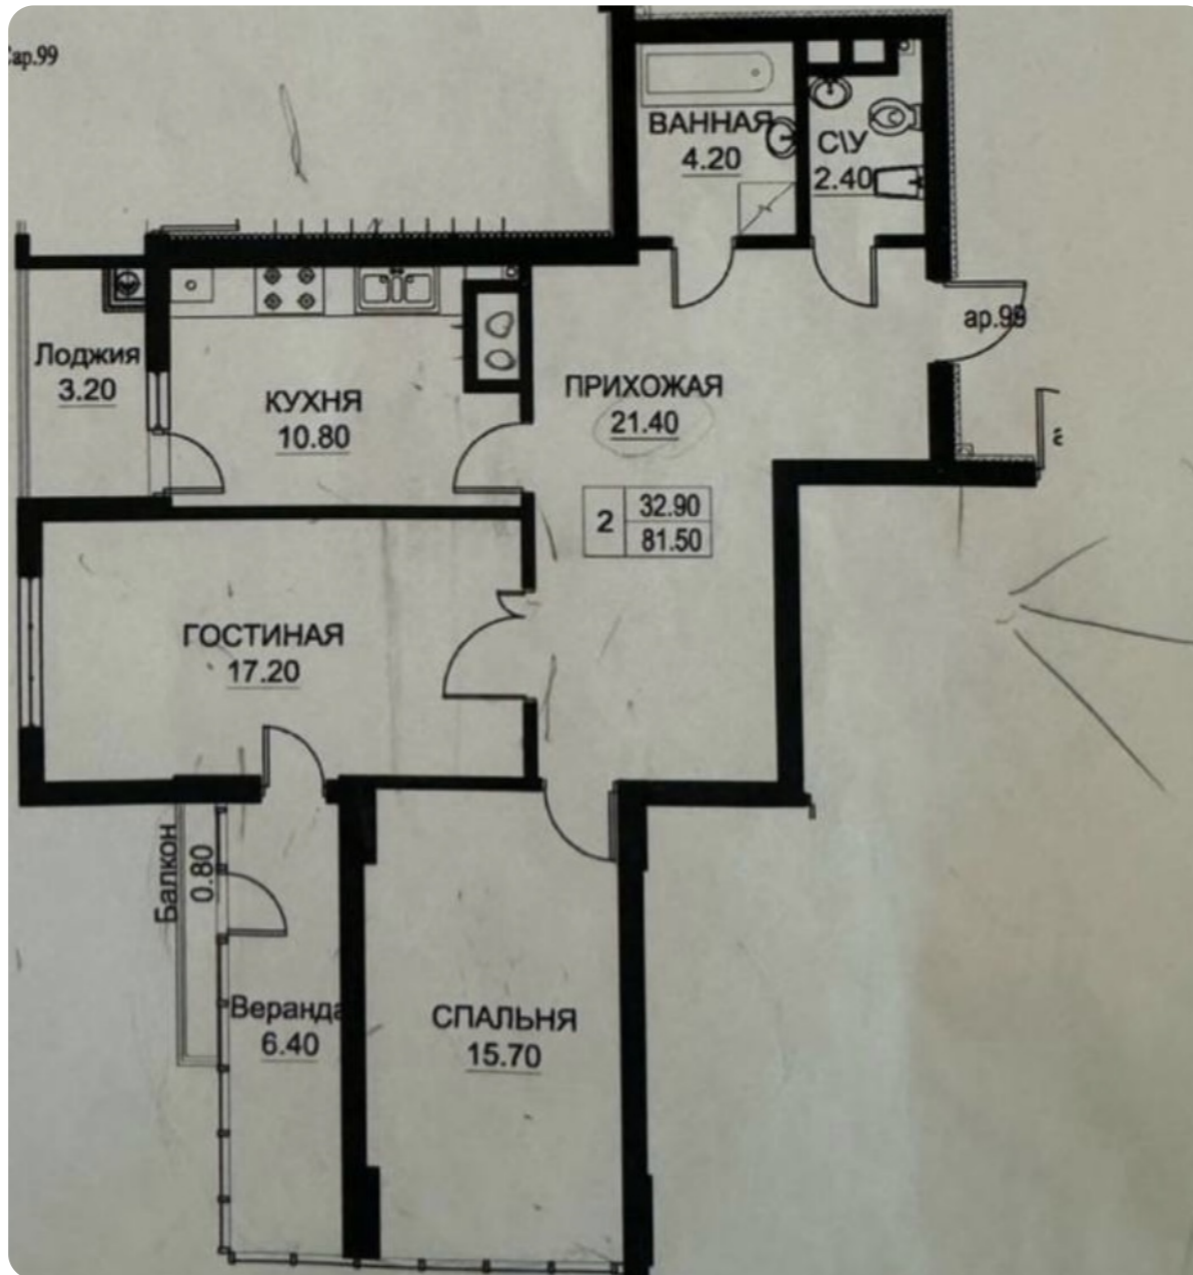 ар.99
ВАННАЯ
4.20
С\У
2.40
Лоджия
3.20
КУХНЯ
10.80
ПРИХОЖАЯ
21.40
ар.99
2
32.90
81.50
ГОСТИНАЯ
17.20
Балкон
0.80
Веранда
6.40
СПАЛЬНЯ
15.70